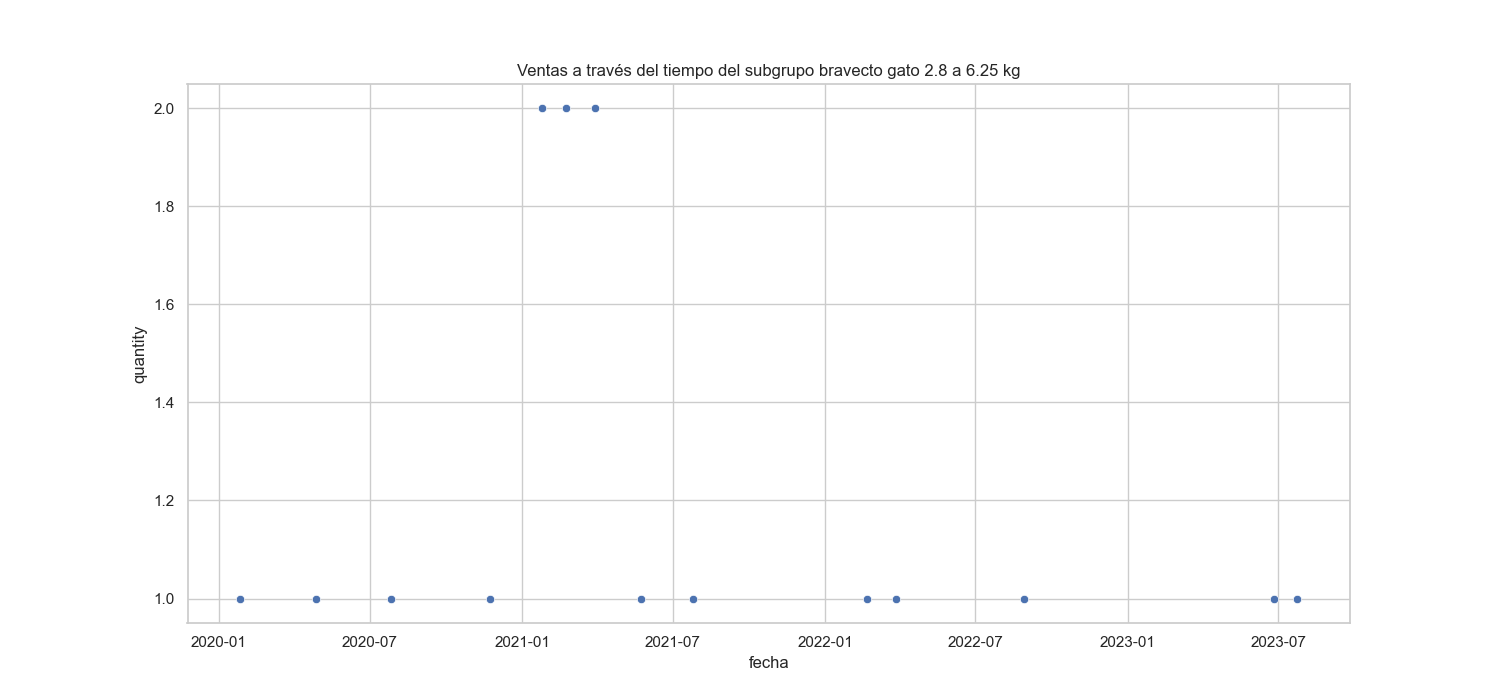 Ventas a través del tiempo del subgrupo bravecto gato 2.8 a 6.25 kg
2.0
1.8
1.6
1.4
1.2
1.0
quantity
2020-01 2020-07 2021-01 2021-07 2022-01 2022-07 2023-01 2023-07
fecha